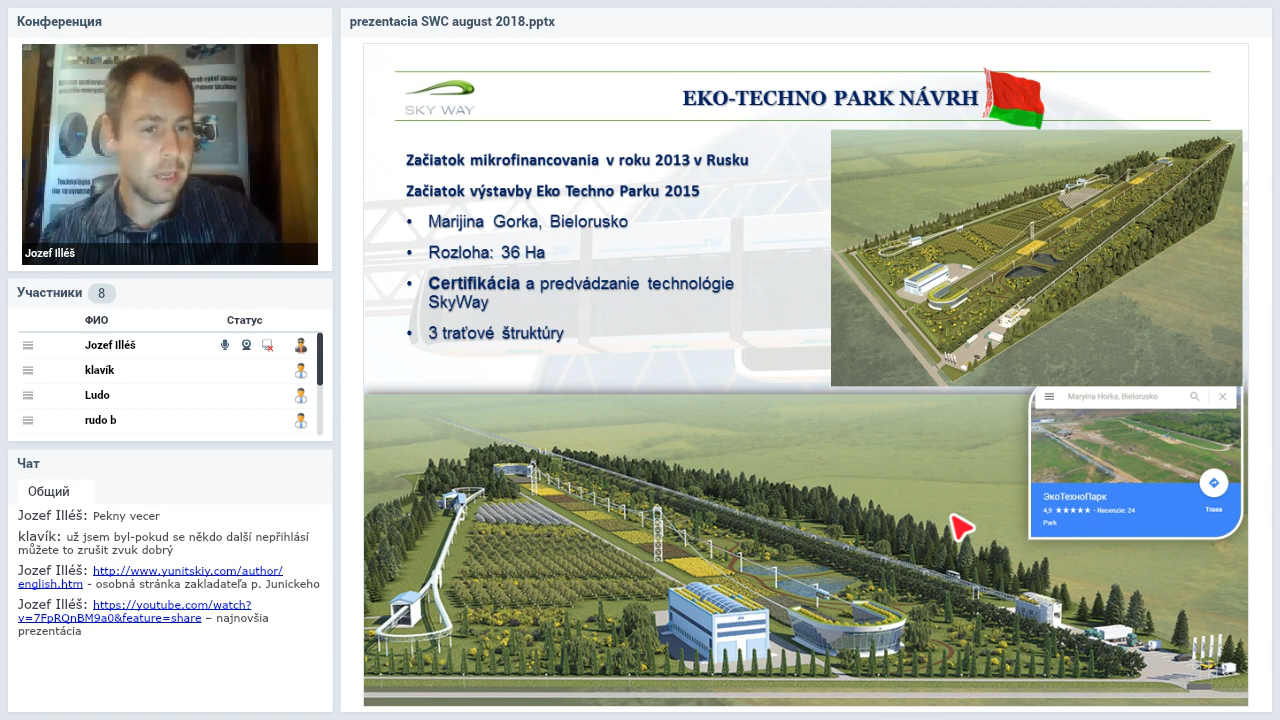 Конференция
Jozef Illéš
Участники 8
ФИО Статус
Jozef Illéš
klavík
Ludo
rudo b
Чат
Общий
Jozef Illéš: Pekny vecer
klavík: už jsem byl-pokud se někdo další nepřihlásí
můžete to zrušit zvuk dobrý
Jozef Illéš: http://www.yunitskiy.com/author/
english.htm - osobná stránka zakladateľa p. Junickeho
Jozef Illéš: https://youtube.com/watch?
v=7FpRQnBM9a0&feature=share – najnovšia
prezentácia
prezentacia SWC august 2018.pptx
SKY WAY
EKO-TECHNO PARK NÁVRH
Začiatok mikrofinancovania v roku 2013 v Rusku
Začiatok výstavby Eko Techno Parku 2015
• Marijina Gorka, Bielorusko
• Rozloha: 36 Ha
• Certifikácia a predvádzanie technológie
SkyWay
• 3 traťové štruktúry
Maryina Horka, Bielorusko
ЭкоТехноПарк
4,9 ★★★★★ - Recenzie: 24
Park
Trasa